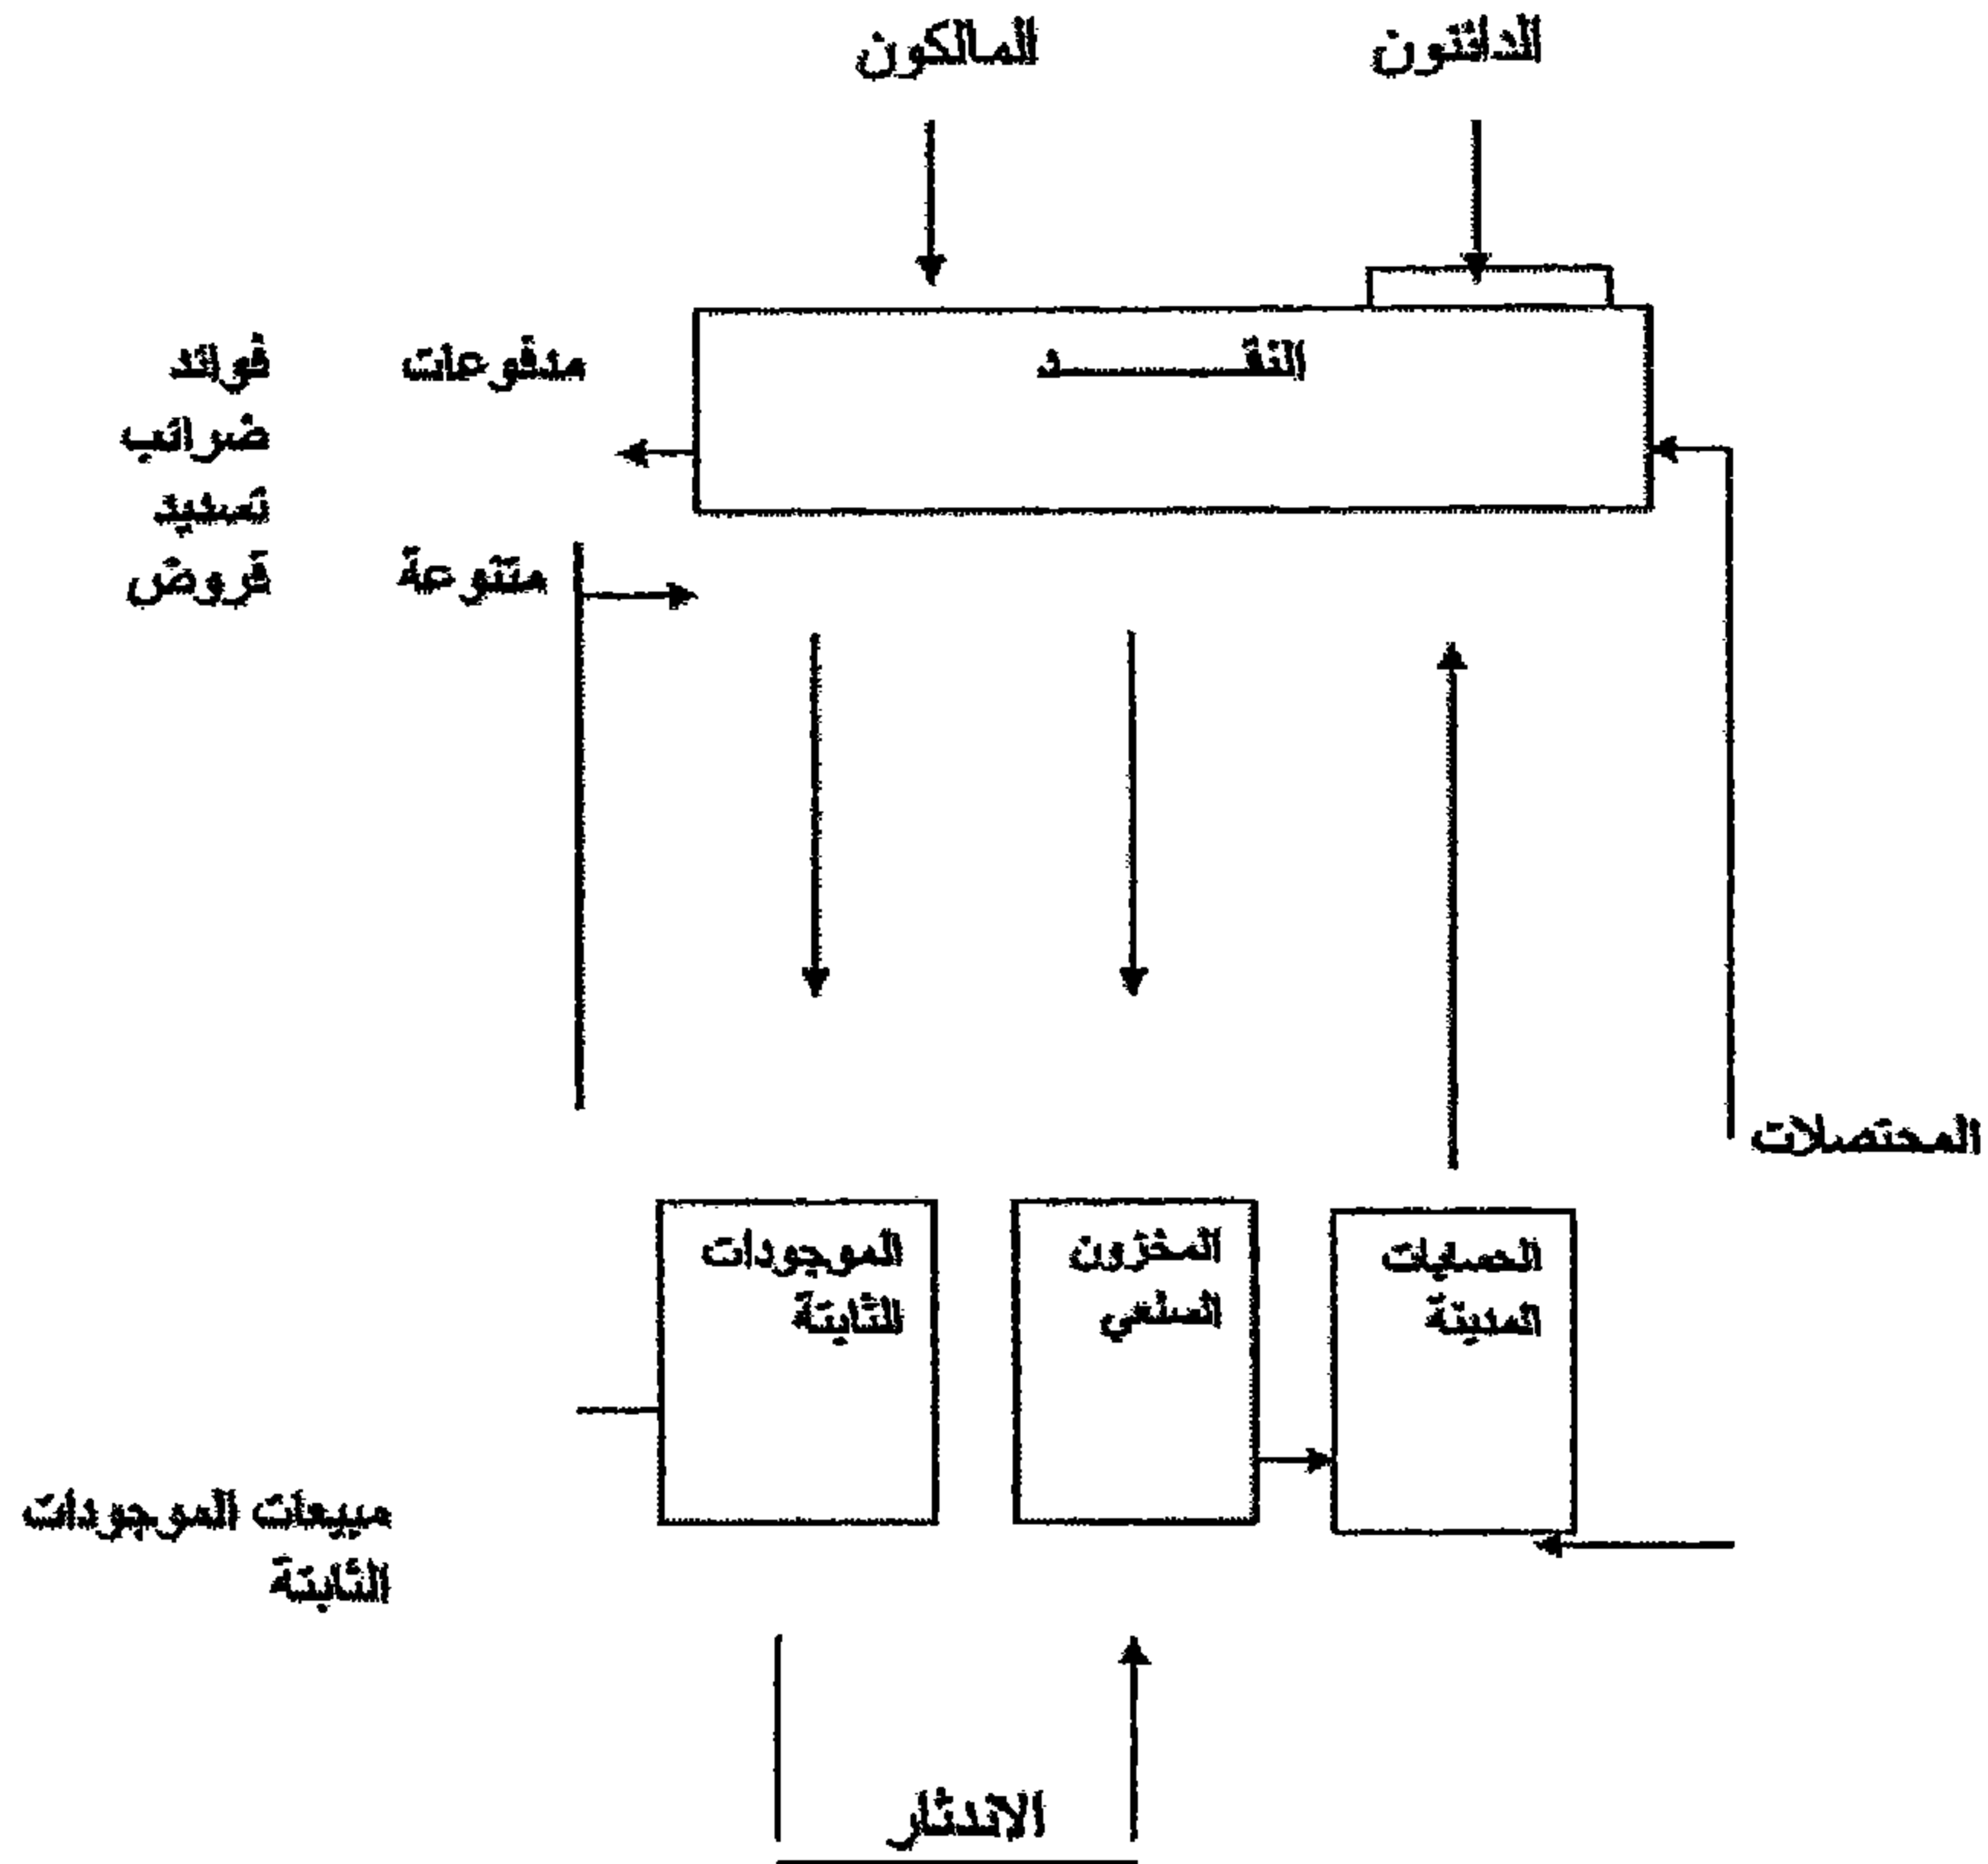 الدائنون
المالكون
النقـــــــد
مدفوعات
متنوعة
فوائد
ضرائب
تسديد
قروض
المتحصلات
الحسابات
المدينة
المخزون
السلعي
الموجودات
الثابتة
مبيعات الموجودات
الثابتة
الاندثار